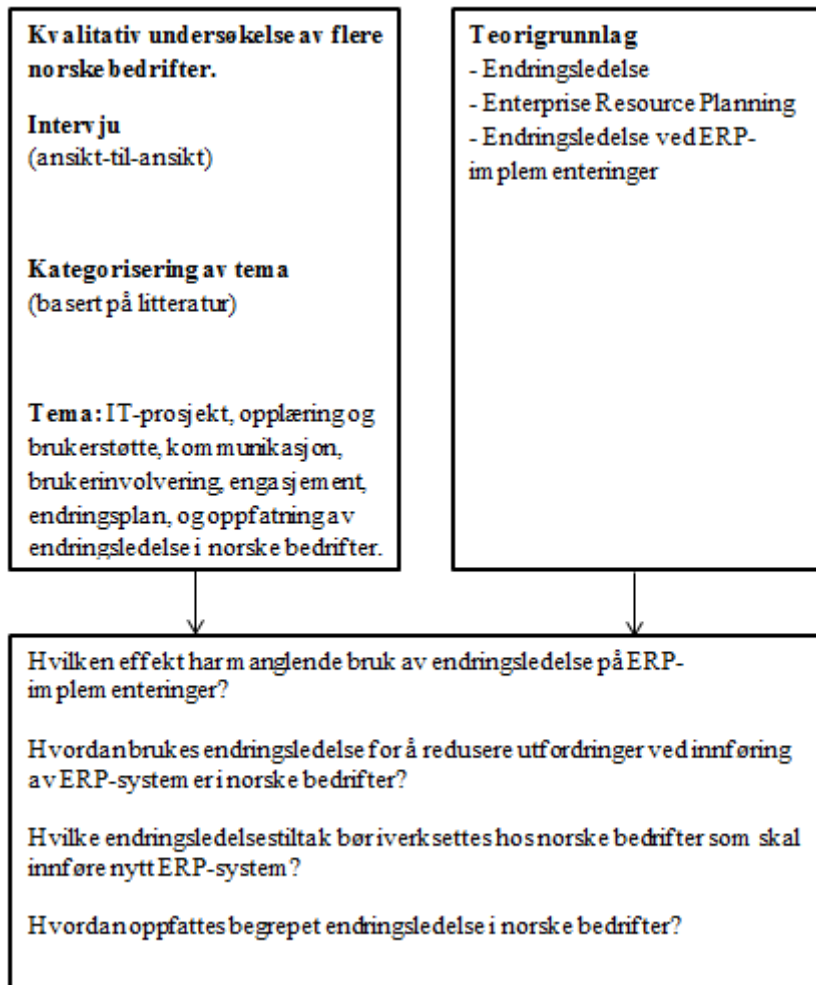 Kvalitativ undersøkelse av flere
norske bedrifter.
Intervju
(ansikt-til-ansikt)
Kategorisering av tema
(basert på litteratur)
Tema: IT-prosjekt, opplæring og
brukerstøtte, kommunikasjon,
brukerinvolvering, engasjement,
endringsplan, og oppfatning av
endringsledelse i norske bedrifter.
Teorigrunnlag
- Endringsledelse
- Enterprise Resource Planning
- Endringsledelse ved ERP-
implementeringer
Hvilken effekt har manglende bruk av endringsledelse på ERP-
implementeringer?
Hvordan brukes endringsledelse for å redusere utfordringer ved innføring
av ERP-systemer i norske bedrifter?
Hvilke endringsledelsestiltak bør iverksettes hos norske bedrifter som skal
innføre nytt ERP-system?
Hvordan oppfattes begrepet endringsledelse i norske bedrifter?